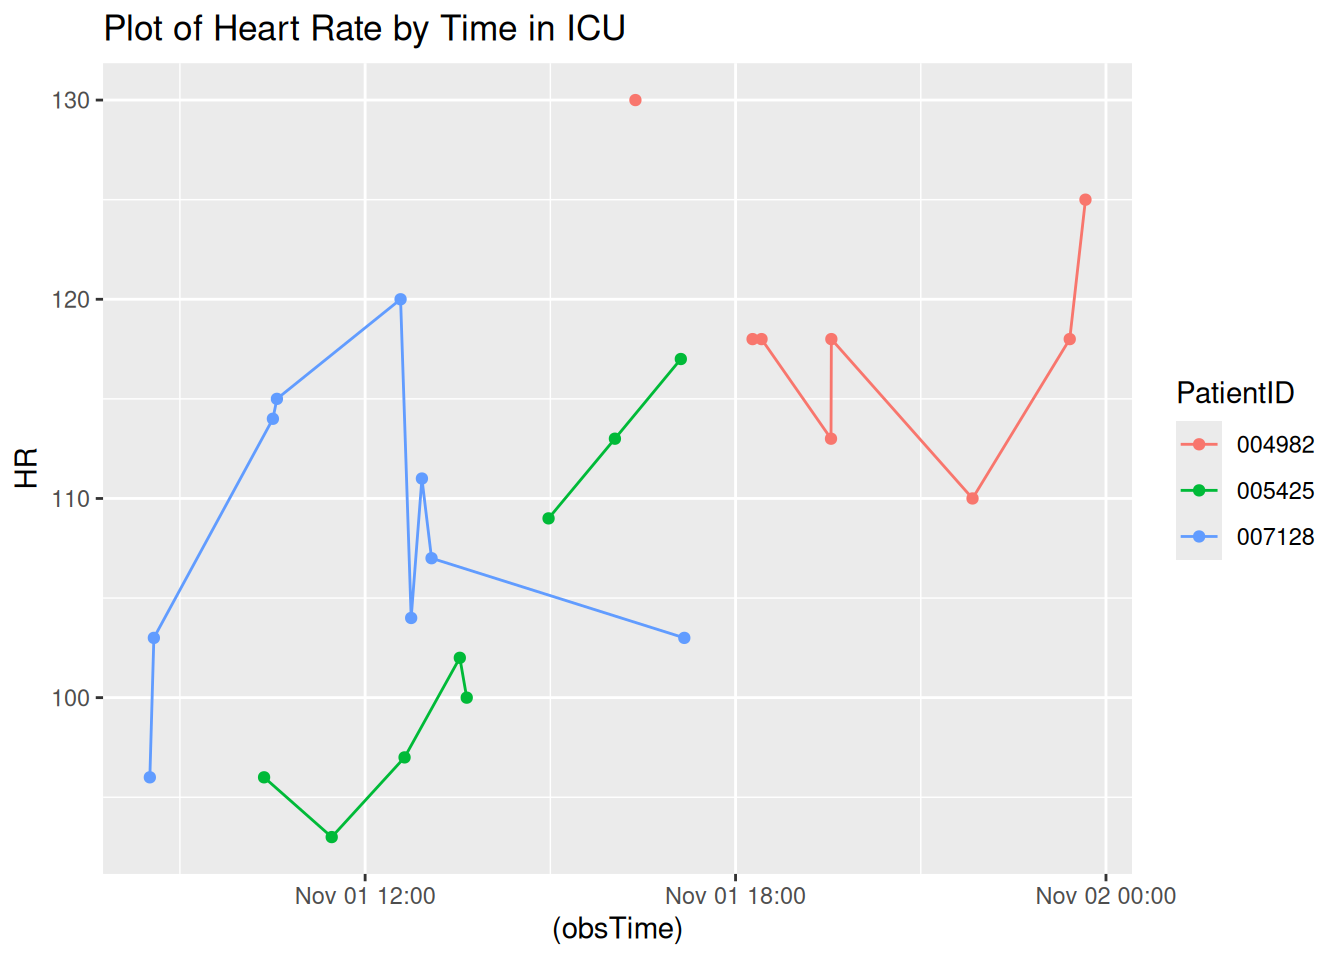 Plot of Heart Rate by Time in ICU
130
120
110
100
HR
Nov 01 12:00
Nov 01 18:00
Nov 02 00:00
(obsTime)
PatientID
004982
005425
007128